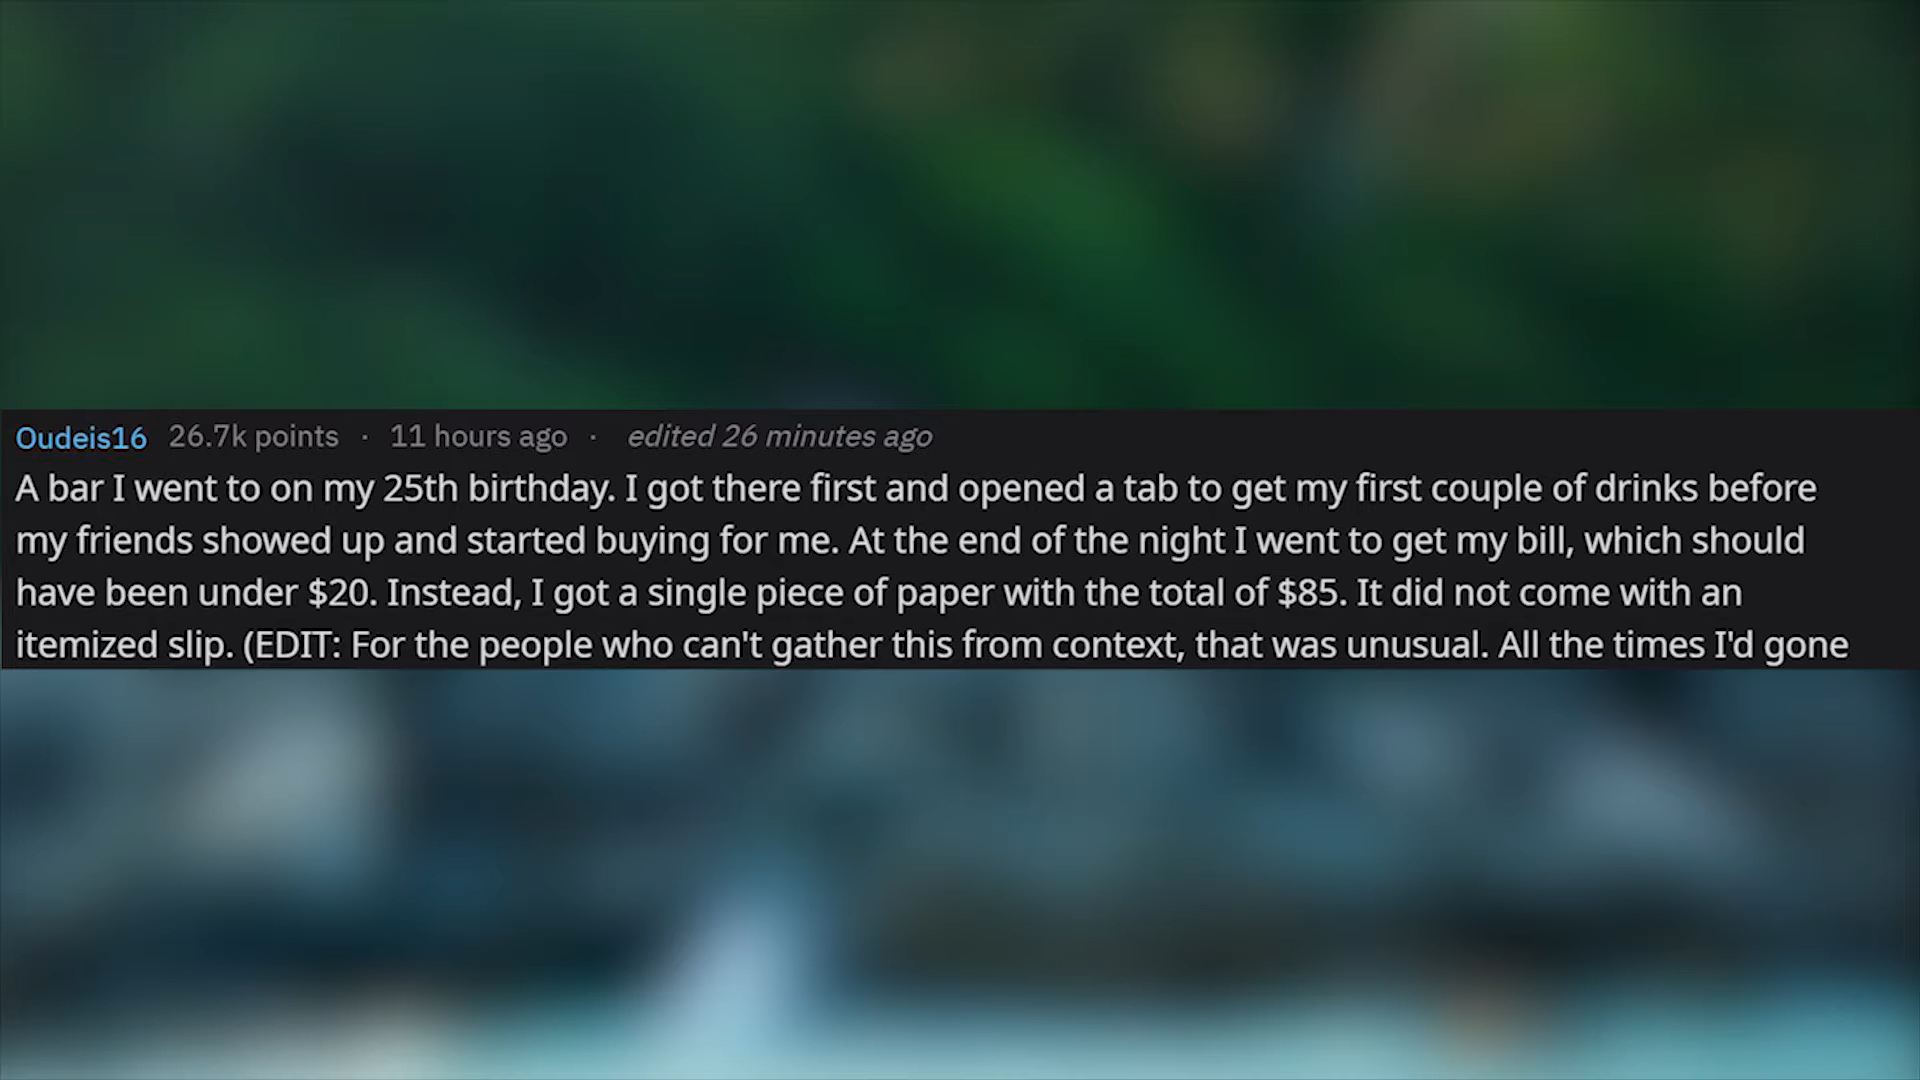 Oudeis16 26.7k points · 11 hours ago · edited 26 minutes ago
A bar I went to on my 25th birthday. I got there first and opened a tab to get my first couple of drinks before
my friends showed up and started buying for me. At the end of the night I went to get my bill, which should
have been under $20. Instead, I got a single piece of paper with the total of $85. It did not come with an
itemized slip. (EDIT: For the people who can't gather this from context, that was unusual. All the times I'd gone